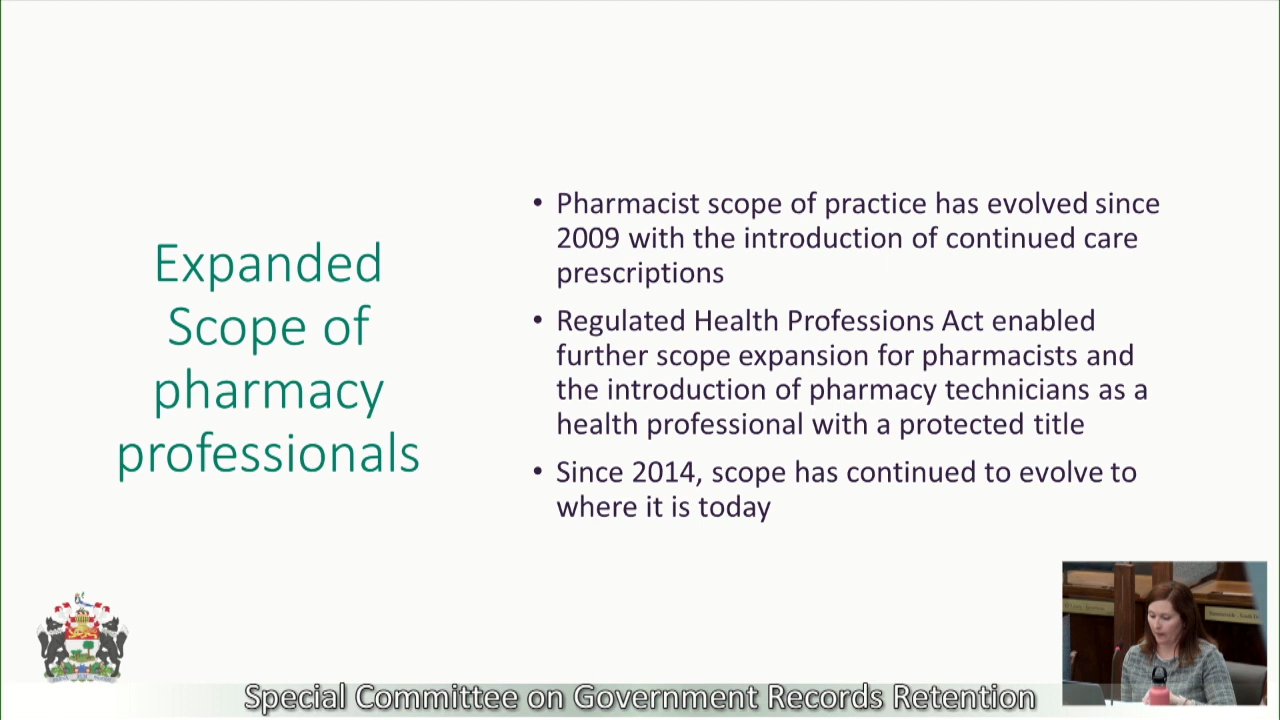 Expanded
Scope of
pharmacy
professionals
• Pharmacist scope of practice has evolved since
2009 with the introduction of continued care
prescriptions
• Regulated Health Professions Act enabled
further scope expansion for pharmacists and
the introduction of pharmacy technicians as a
health professional with a protected title
• Since 2014, scope has continued to evolve to
where it is today
Special Committee on Government Records Retention